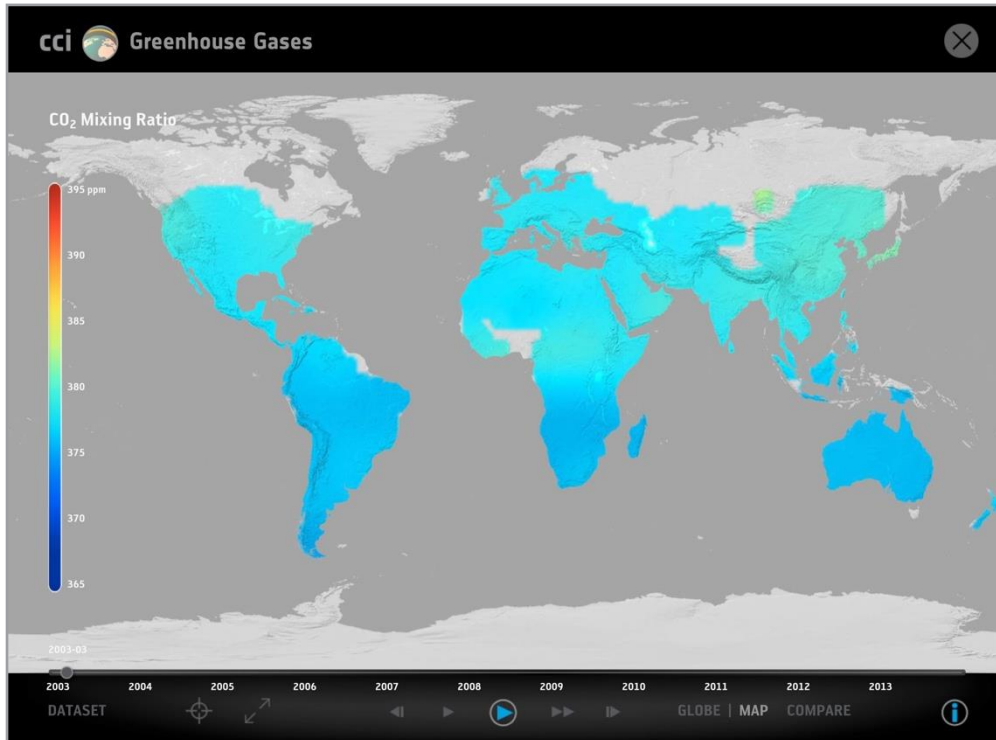 cci Greenhouse Gases
CO₂ Mixing Ratio
395 ppm
390
385
380
375
370
365
2003-03
2003 2004 2005 2006 2007 2008 2009 2010 2011 2012 2013
DATASET GLOBE | MAP COMPARE